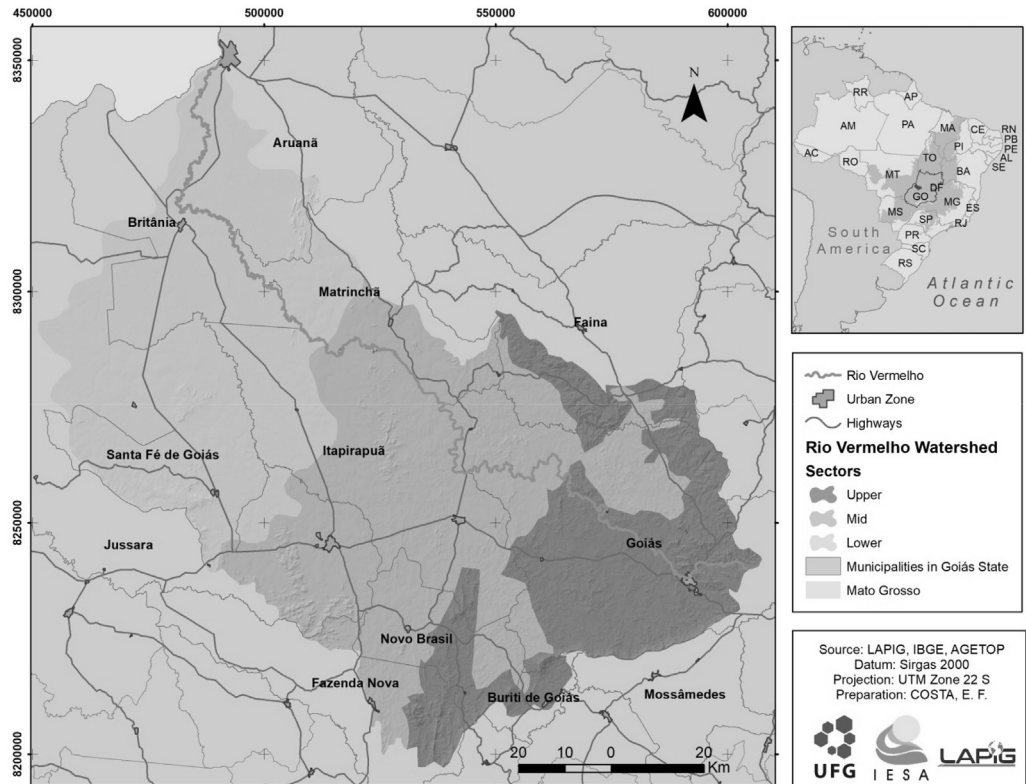 450000
500000
550000
600000
8350000
8300000
8250000
8200000
N
Aruanã
Britânia
Matrinchã
Faina
Santa Fé de Goiás
Itapirapuã
Jussara
Goiás
Novo Brasil
Fazenda Nova
Buriti de Goiás
Mossâmedes
20 10 0 20
Km
RR
AP
AM
PA
MA
CE
RN
PB
PE
AL
SE
PI
AC
RO
TO
BA
MT
DF
GO
MG
ES
MS
SP
RJ
PR
SC
RS
South
America
Atlantic
Ocean
Rio Vermelho
Urban Zone
Highways
Rio Vermelho Watershed
Sectors
Upper
Mid
Lower
Municipalities in Goiás State
Mato Grosso
Source: LAPIG, IBGE, AGETOP
Datum: Sirgas 2000
Projection: UTM Zone 22 S
Preparation: COSTA, E. F.
UFG
IESA
LAPIG